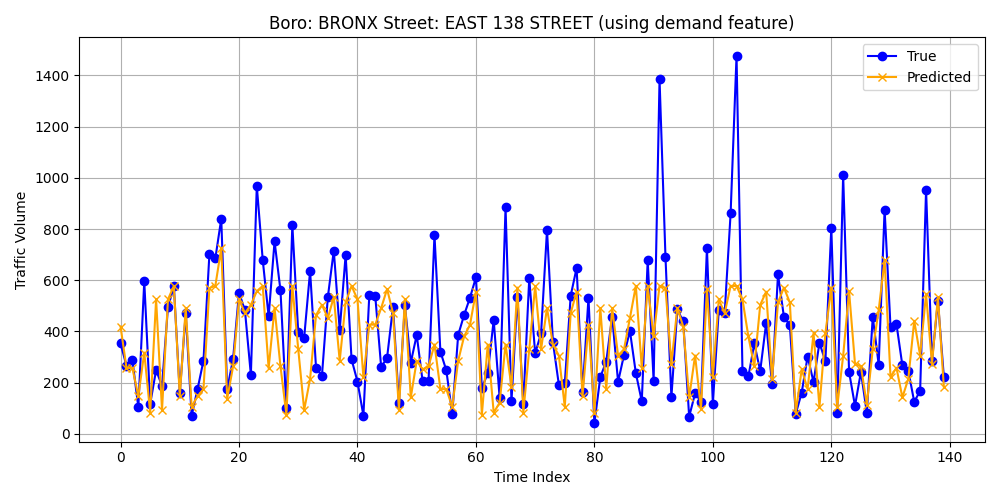 Boro: BRONX Street: EAST 138 STREET (using demand feature)
True
Predicted
Traffic Volume
1400
1200
1000
800
600
400
200
0
0 20 40 60 80 100 120 140
Time Index